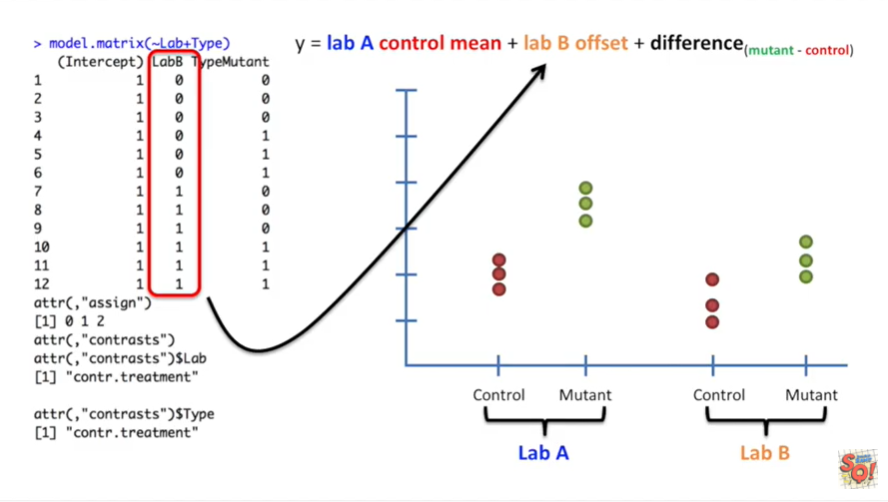 > model.matrix(~Lab+Type)
(Intercept) LabB TypeMutant
1 1 0 0
2 1 0 0
3 1 0 0
4 1 0 1
5 1 0 1
6 1 0 1
7 1 1 0
8 1 1 0
9 1 1 0
10 1 1 1
11 1 1 1
12 1 1 1
attr(,"assign")
[1] 0 1 2
attr(,"contrasts")
attr(,"contrasts")$Lab
[1] "contr.treatment"
attr(,"contrasts")$Type
[1] "contr.treatment"
y = lab A control mean + lab B offset + difference(mutant - control)
Control Mutant Control Mutant
Lab A Lab B
SQ!